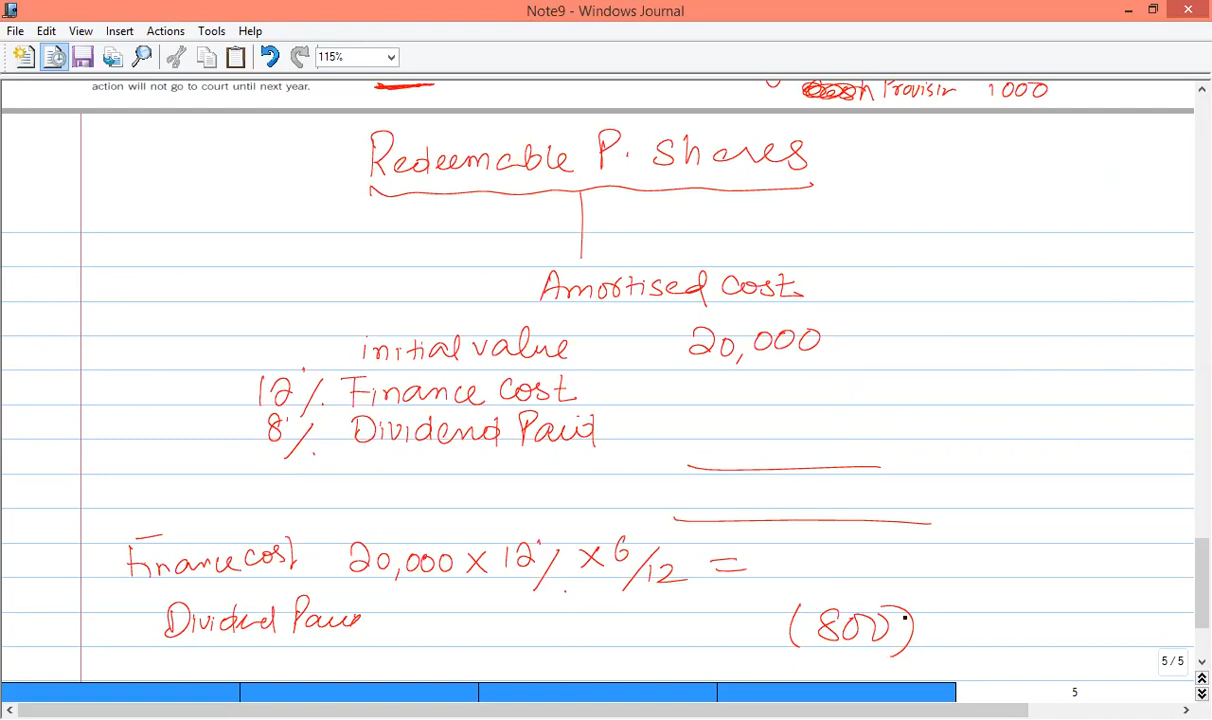 Note9 - Windows Journal
File Edit View Insert Actions Tools Help
115%
action will not go to court until next year.
Provisin 1000
Redeemable P. Shares
Amortised cost
initial value 20,000
12% Finance cost
8% Dividend Paid
Finance cost 20,000 x 12% x 6/12 =
Dividend Paid (800)
5 / 5
5